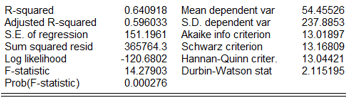 R-squared 0.640918 Mean dependent var 54.45526
Adjusted R-squared 0.596033 S.D. dependent var 237.8853
S.E. of regression 151.1961 Akaike info criterion 13.01897
Sum squared resid 365764.3 Schwarz criterion 13.16809
Log likelihood -120.6802 Hannan-Quinn criter. 13.04421
F-statistic 14.27903 Durbin-Watson stat 2.115195
Prob(F-statistic) 0.000276